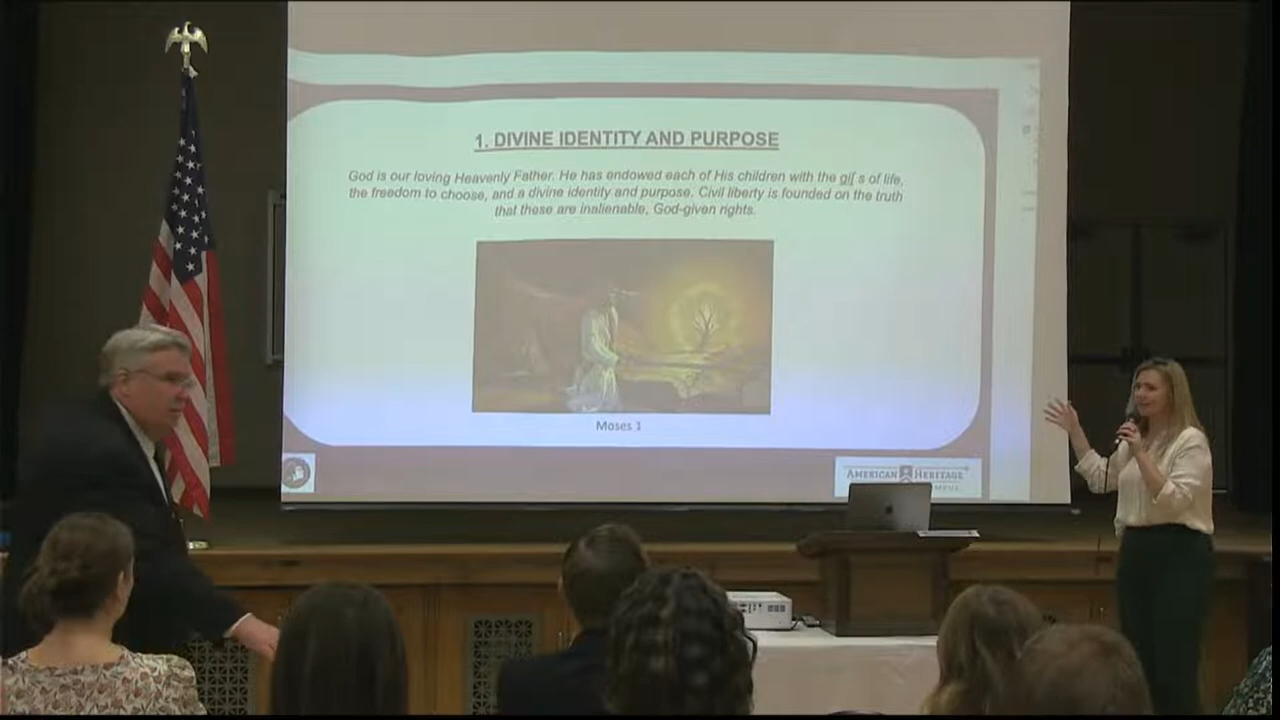 1. DIVINE IDENTITY AND PURPOSE
God is our loving Heavenly Father. He has endowed each of His children with the gif s of life,
the freedom to choose, and a divine identity and purpose. Civil liberty is founded on the truth
that these are inalienable, God-given rights.
Moses 1
AMERICAN HERITAGE